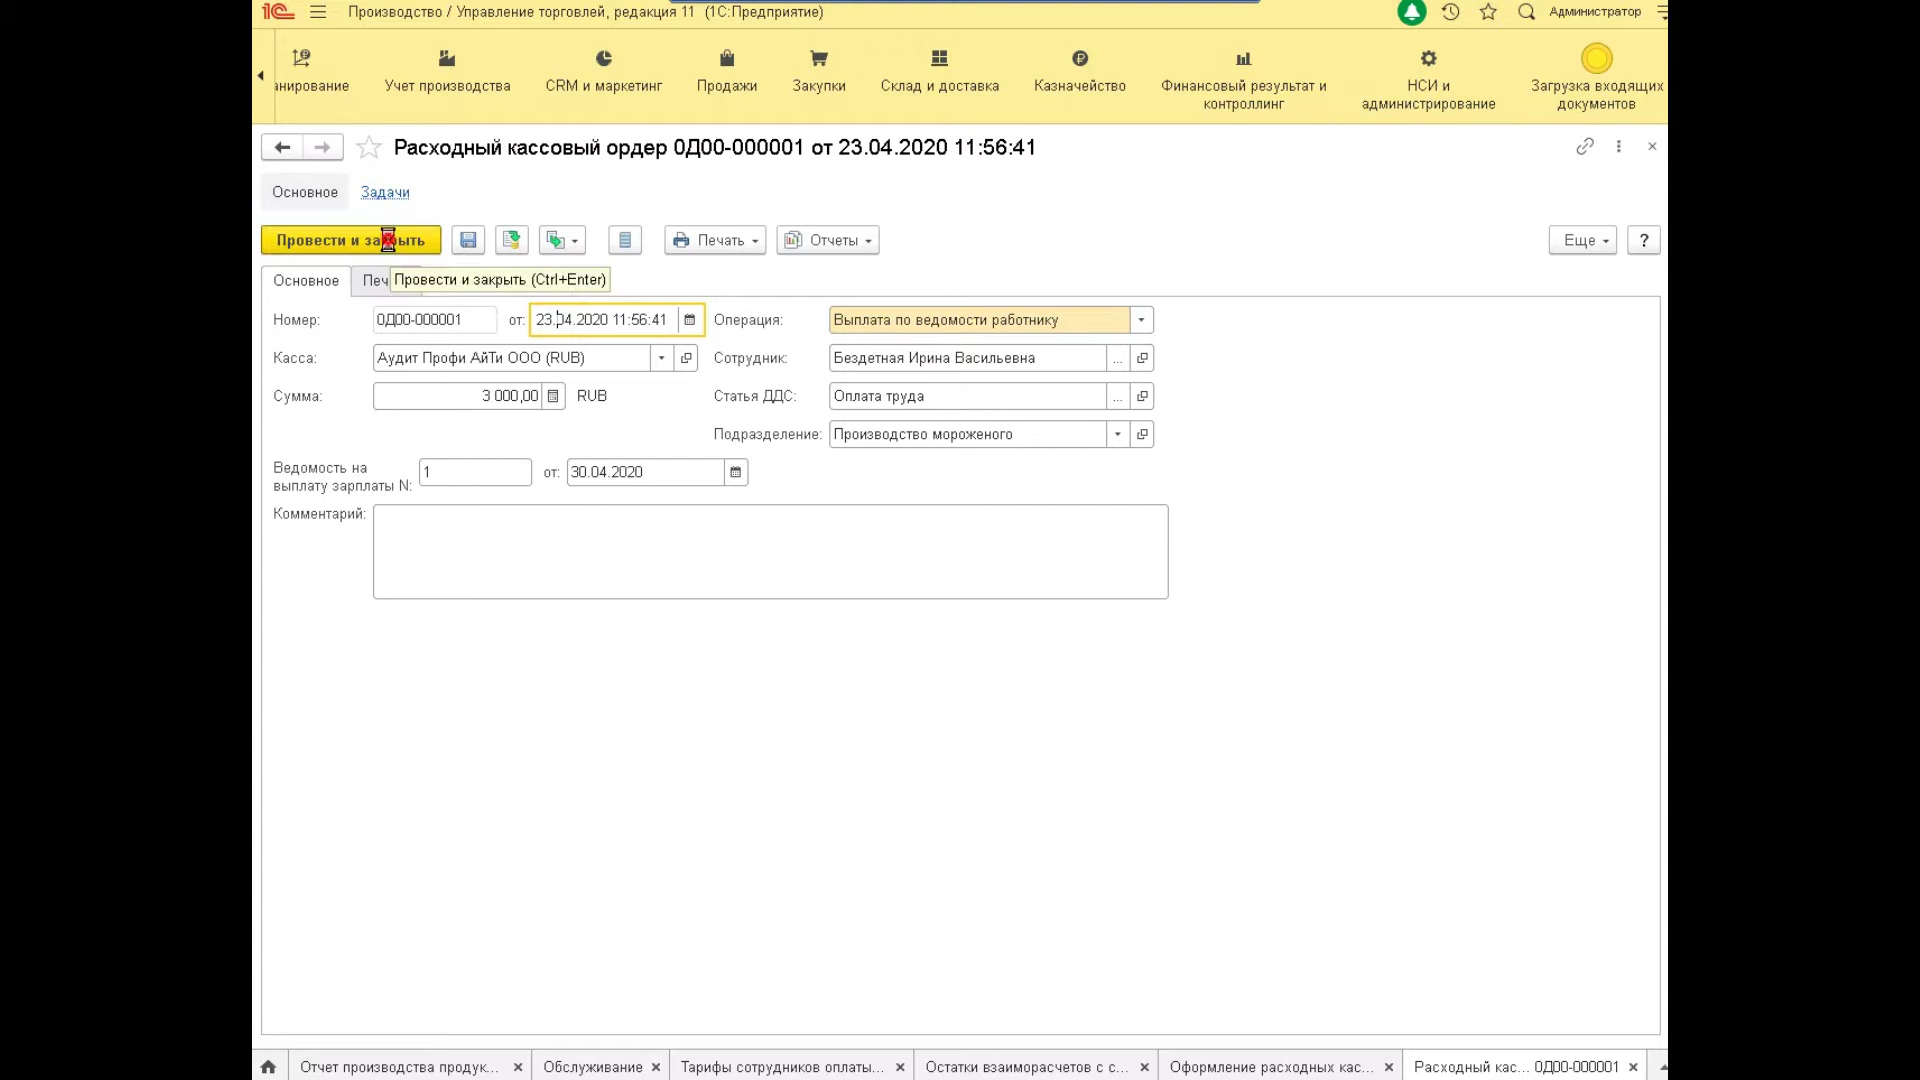 1С Производство / Управление торговлей, редакция 11 (1С:Предприятие) Администратор
анирование
Учет производства
CRM и маркетинг
Продажи
Закупки
Склад и доставка
Казначейство
Финансовый результат и
контроллинг
НСИ и
администрирование
Загрузка входящих
документов
Расходный кассовый ордер 0Д00-000001 от 23.04.2020 11:56:41
Основное Задачи
Провести и закрыть Печать Отчеты Еще ?
Основное Печ
Провести и закрыть (Ctrl+Enter)
Номер: 0Д00-000001 от: 23.04.2020 11:56:41 Операция: Выплата по ведомости работнику
Касса: Аудит Профи АйТи ООО (RUB) Сотрудник: Бездетная Ирина Васильевна
Сумма: 3 000,00 RUB Статья ДДС: Оплата труда
Подразделение: Производство мороженого
Ведомость на
выплату зарплаты N: 1 от: 30.04.2020
Комментарий:
Отчет производства продук... Обслуживание Тарифы сотрудников оплаты... Остатки взаиморасчетов с с... Оформление расходных кас... Расходный кас... 0Д00-000001